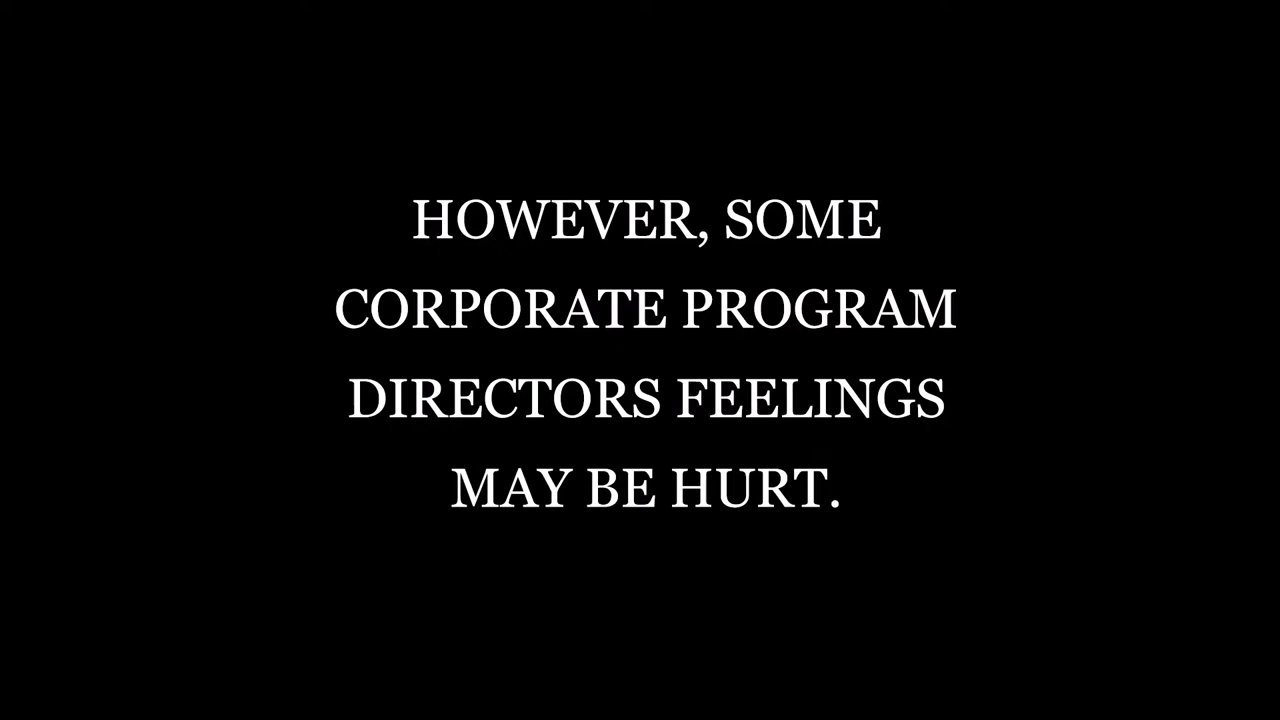 HOWEVER, SOME
CORPORATE PROGRAM
DIRECTORS FEELINGS
MAY BE HURT.